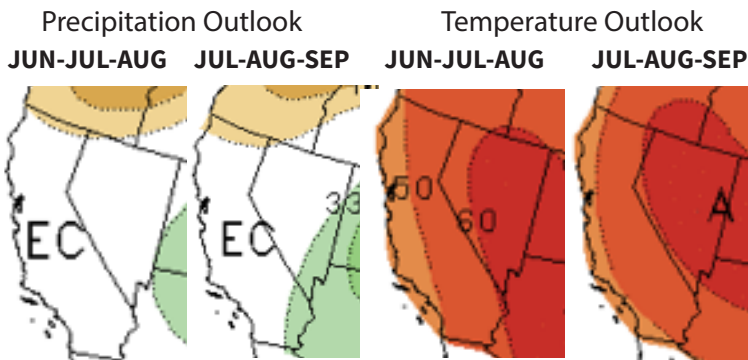 Precipitation Outlook
Temperature Outlook
JUN-JUL-AUG
JUL-AUG-SEP
JUN-JUL-AUG
JUL-AUG-SEP
EC
33
EC
50
60
A